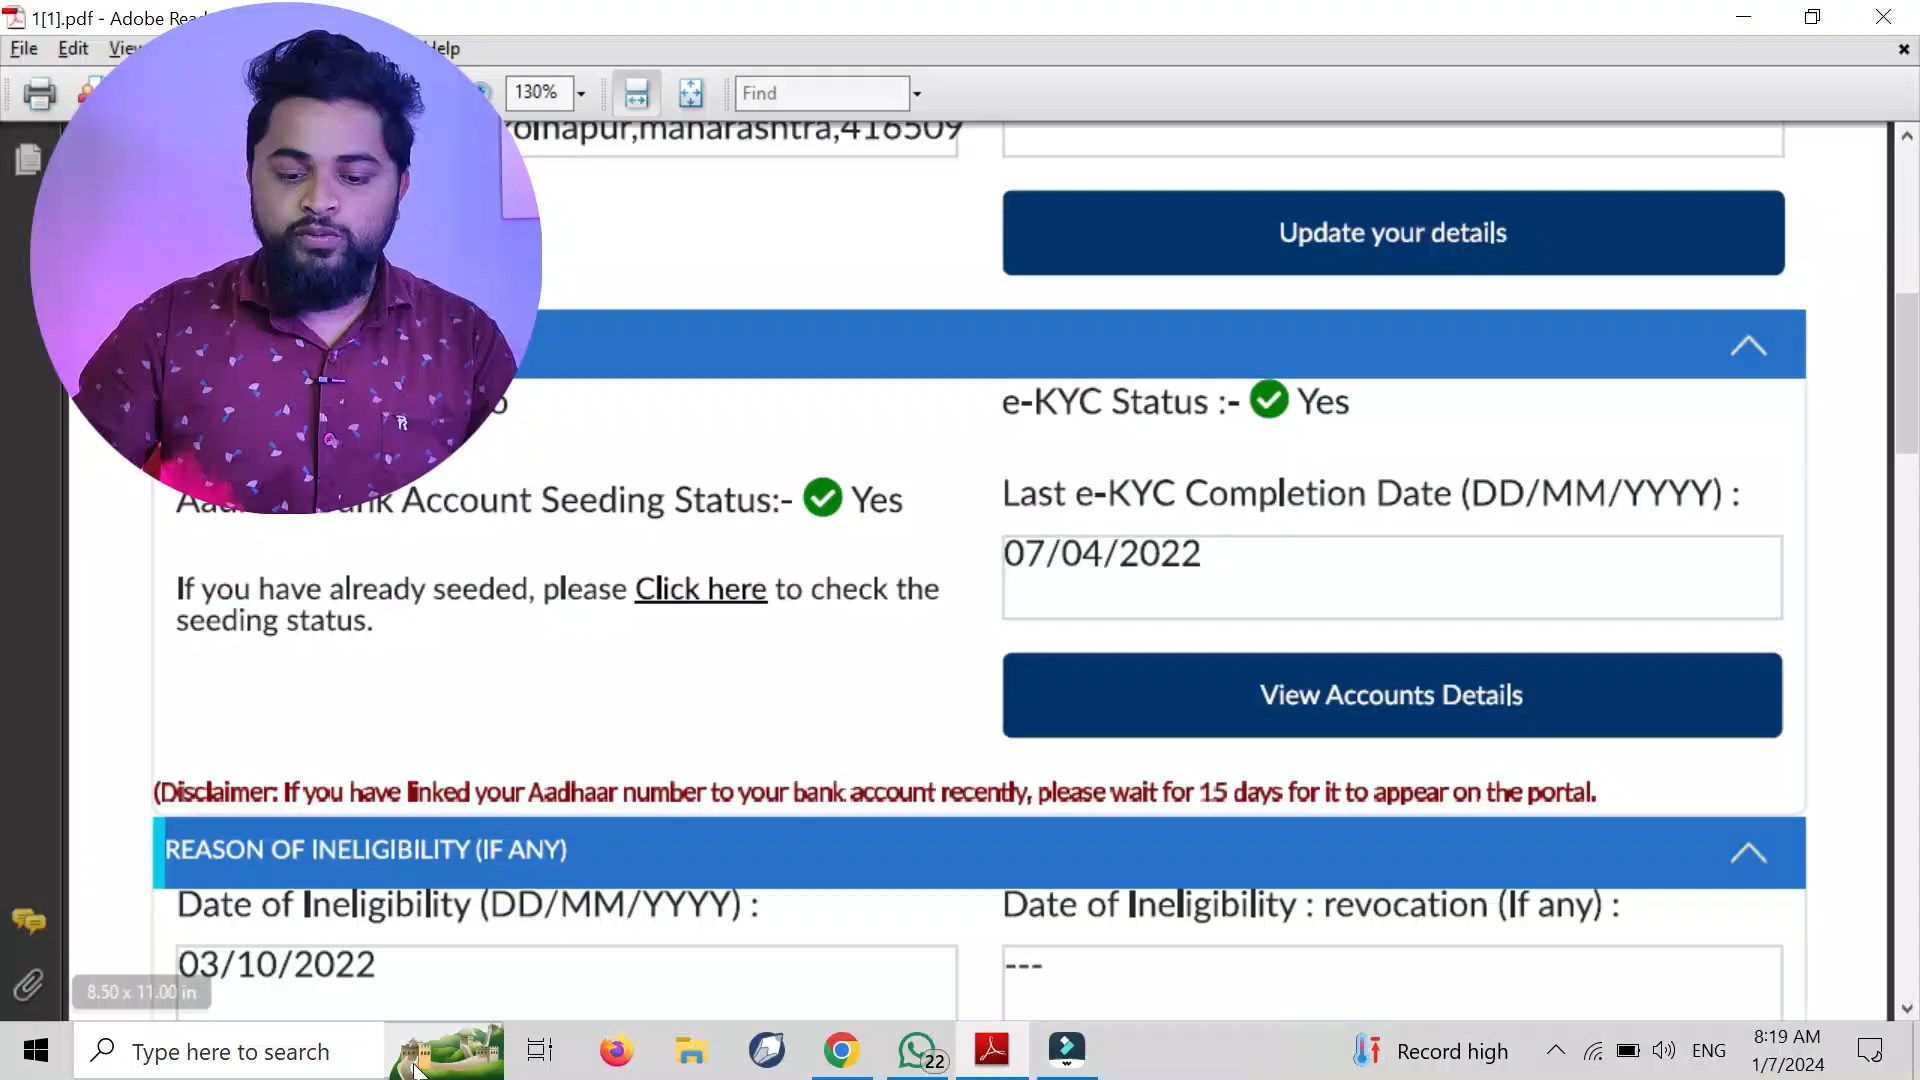 1[1].pdf - Adobe
File Edit
130%
Find
kolhapur,maharashtra,416509
Update your details
e-KYC Status :- Yes
Account Seeding Status:- Yes
Last e-KYC Completion Date (DD/MM/YYYY) :
07/04/2022
If you have already seeded, please Click here to check the
seeding status.
View Accounts Details
(Disclaimer: If you have linked your Aadhaar number to your bank account recently, please wait for 15 days for it to appear on the portal.
REASON OF INELIGIBILITY (IF ANY)
Date of Ineligibility (DD/MM/YYYY) :
Date of Ineligibility : revocation (If any) :
03/10/2022
---
8.50 x 11.00 in
Type here to search
22
Record high
ENG
8:19 AM
1/7/2024